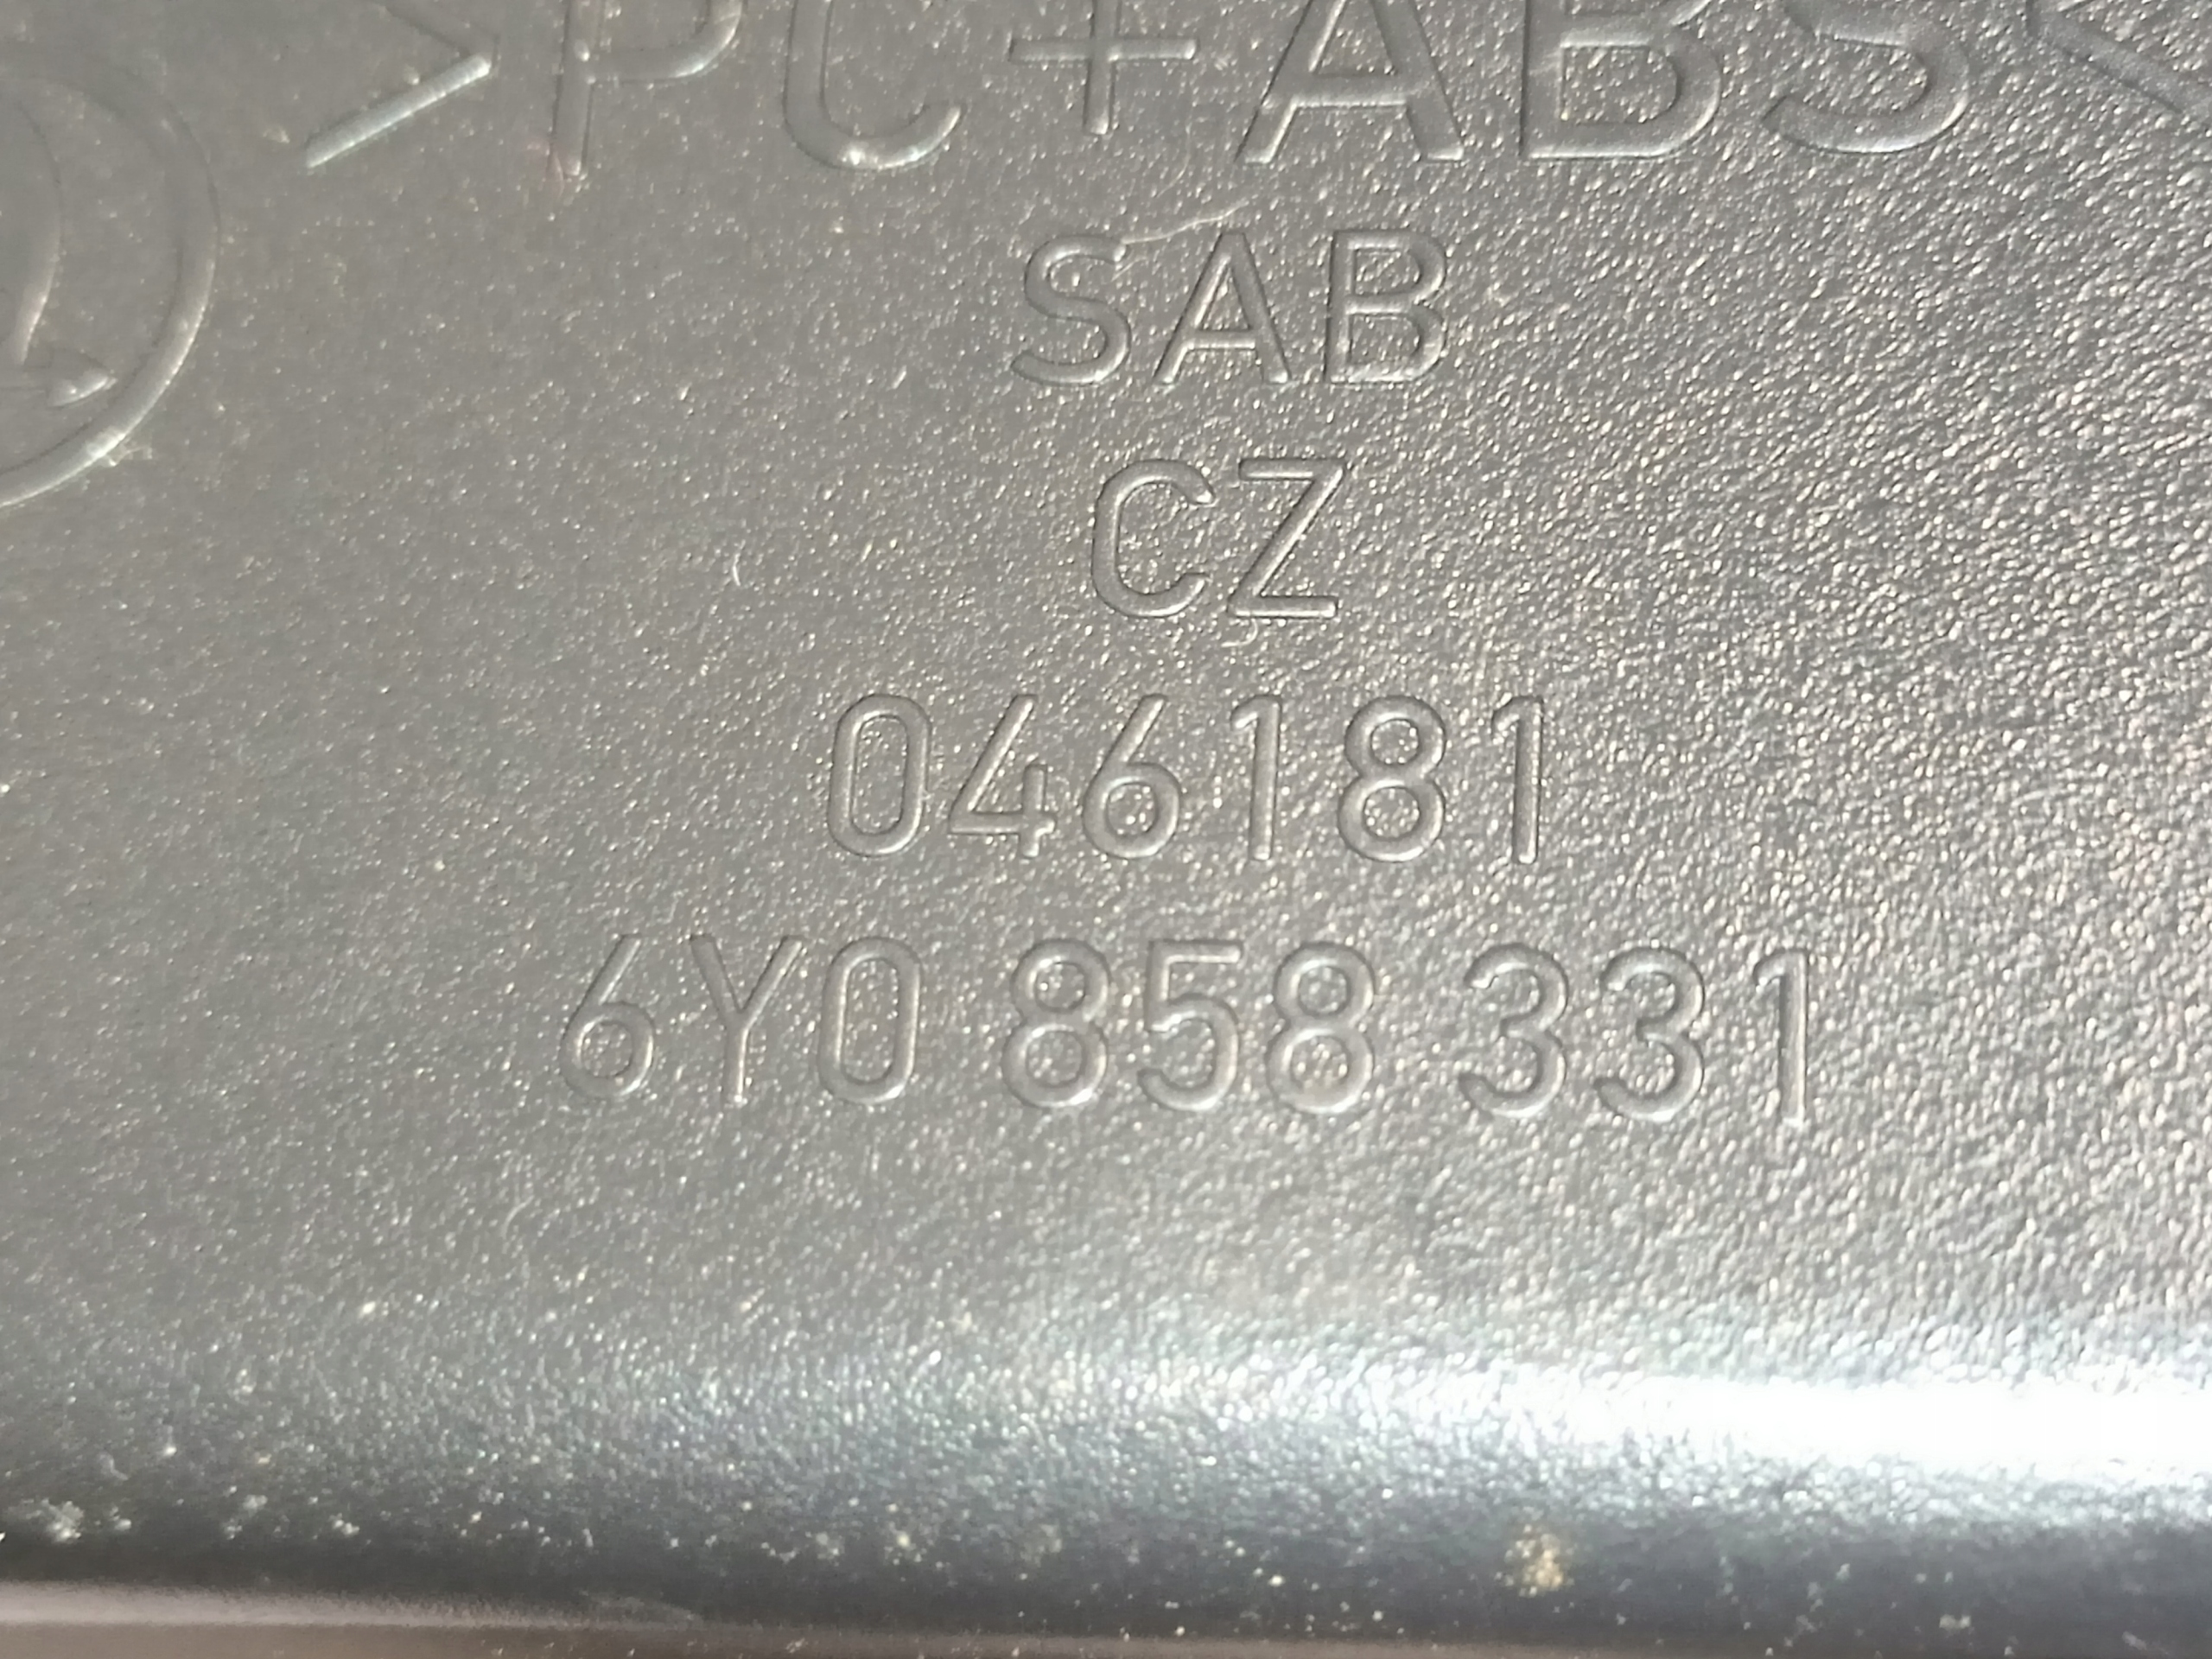 >PC+ABS<
SAB
CZ
046181
6Y0 858 331